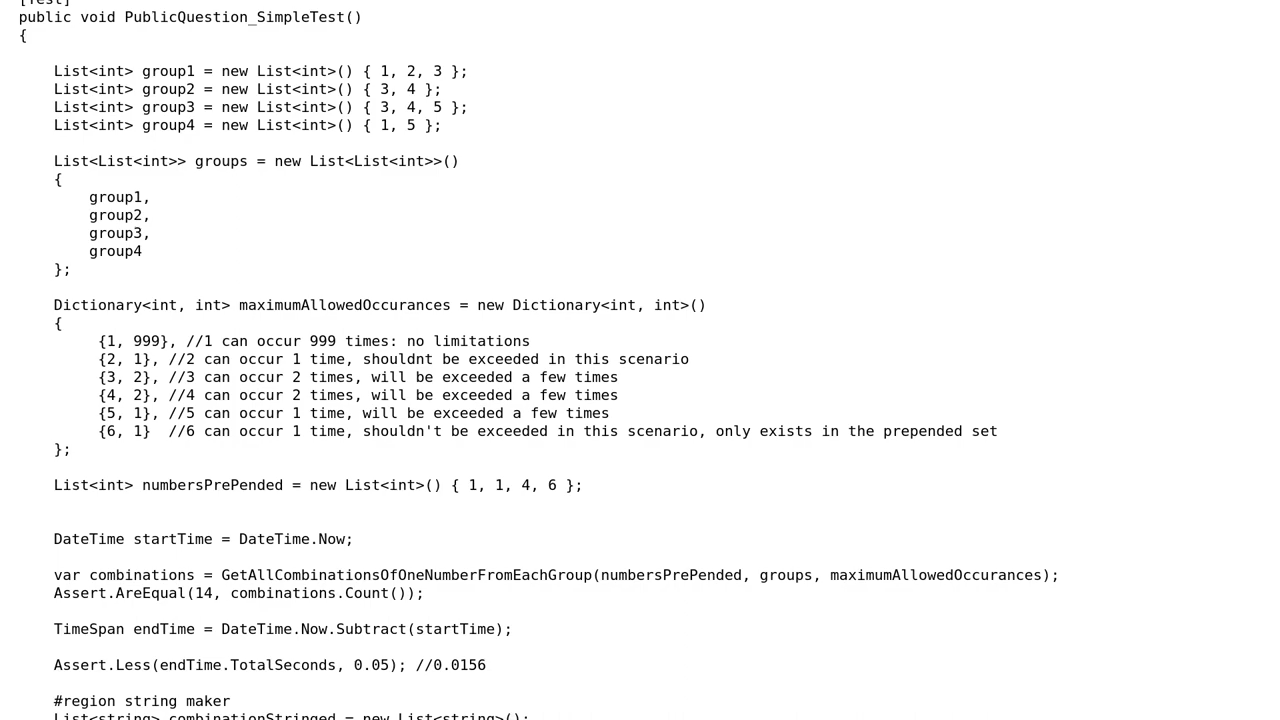 [Test]
public void PublicQuestion_SimpleTest()
{
List<int> group1 = new List<int>() { 1, 2, 3 };
List<int> group2 = new List<int>() { 3, 4 };
List<int> group3 = new List<int>() { 3, 4, 5 };
List<int> group4 = new List<int>() { 1, 5 };
List<List<int>> groups = new List<List<int>>()
{
group1,
group2,
group3,
group4
};
Dictionary<int, int> maximumAllowedOccurances = new Dictionary<int, int>()
{
{1, 999}, //1 can occur 999 times: no limitations
{2, 1}, //2 can occur 1 time, shouldnt be exceeded in this scenario
{3, 2}, //3 can occur 2 times, will be exceeded a few times
{4, 2}, //4 can occur 2 times, will be exceeded a few times
{5, 1}, //5 can occur 1 time, will be exceeded a few times
{6, 1}  //6 can occur 1 time, shouldn't be exceeded in this scenario, only exists in the prepended set
};
List<int> numbersPrePended = new List<int>() { 1, 1, 4, 6 };
DateTime startTime = DateTime.Now;
var combinations = GetAllCombinationsOfOneNumberFromEachGroup(numbersPrePended, groups, maximumAllowedOccurances);
Assert.AreEqual(14, combinations.Count());
TimeSpan endTime = DateTime.Now.Subtract(startTime);
Assert.Less(endTime.TotalSeconds, 0.05); //0.0156
#region string maker
List<string> combinationStringed = new List<string>();